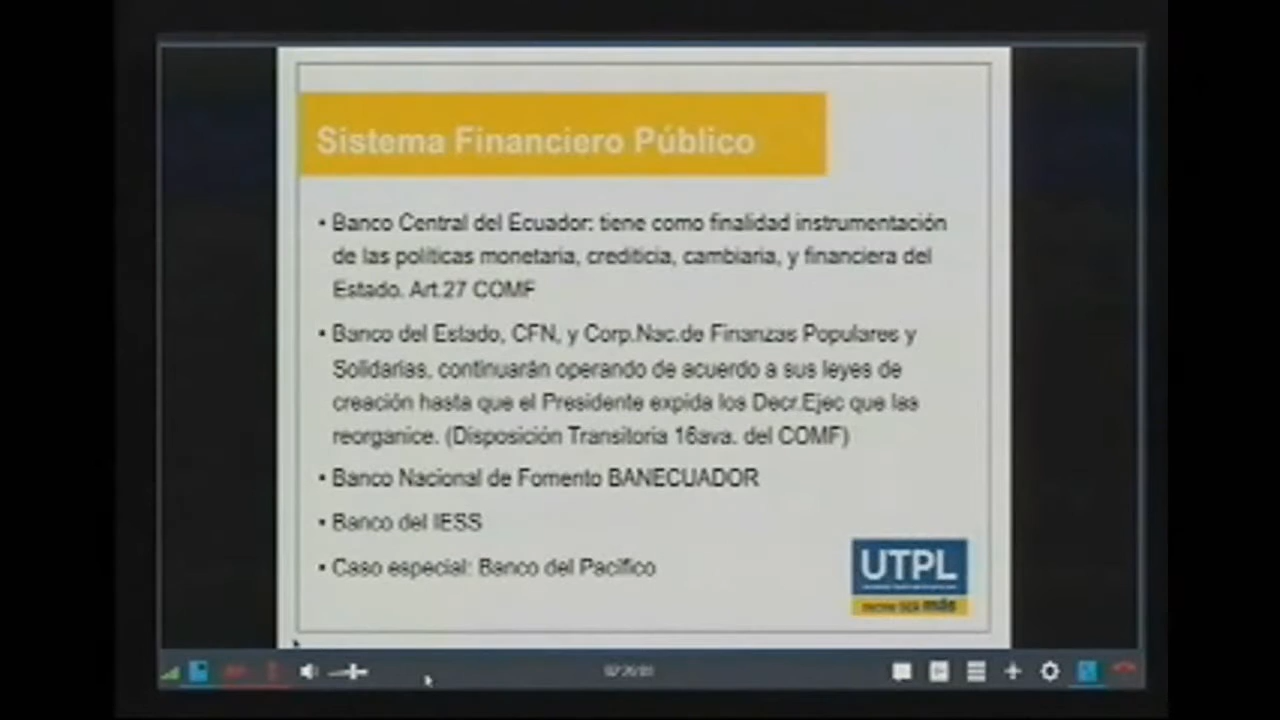 Sistema Financiero Público
• Banco Central del Ecuador: tiene como finalidad instrumentación
de las políticas monetaria, crediticia, cambiaria, y financiera del
Estado. Art.27 COMF
• Banco del Estado, CFN, y Corp.Nac.de Finanzas Populares y
Solidarias, continuarán operando de acuerdo a sus leyes de
creación hasta que el Presidente expida los Decr.Ejec que las
reorganice. (Disposición Transitoria 16ava. del COMF)
• Banco Nacional de Fomento BANECUADOR
• Banco del IESS
• Caso especial: Banco del Pacífico
UTPL
más